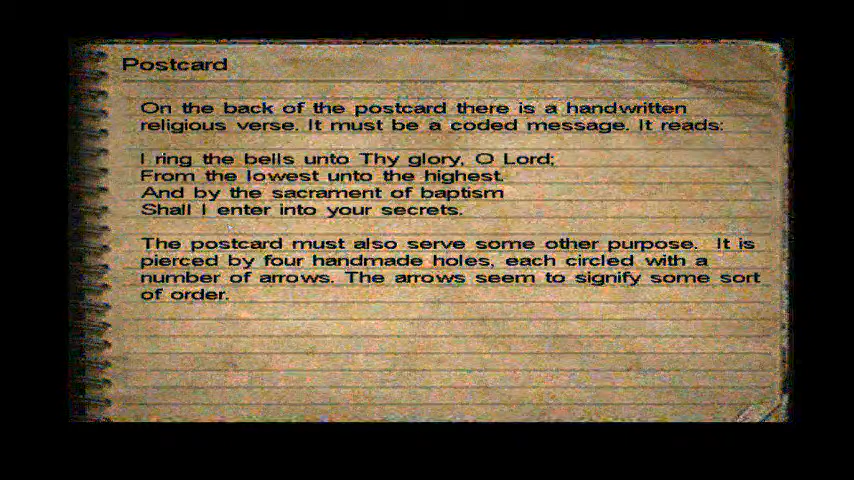 Postcard
On the back of the postcard there is a handwritten
religious verse. It must be a coded message. It reads:
I ring the bells unto Thy glory, O Lord;
From the lowest unto the highest.
And by the sacrament of baptism
Shall I enter into your secrets.
The postcard must also serve some other purpose. It is
pierced by four handmade holes, each circled with a
number of arrows. The arrows seem to signify some sort
of order.